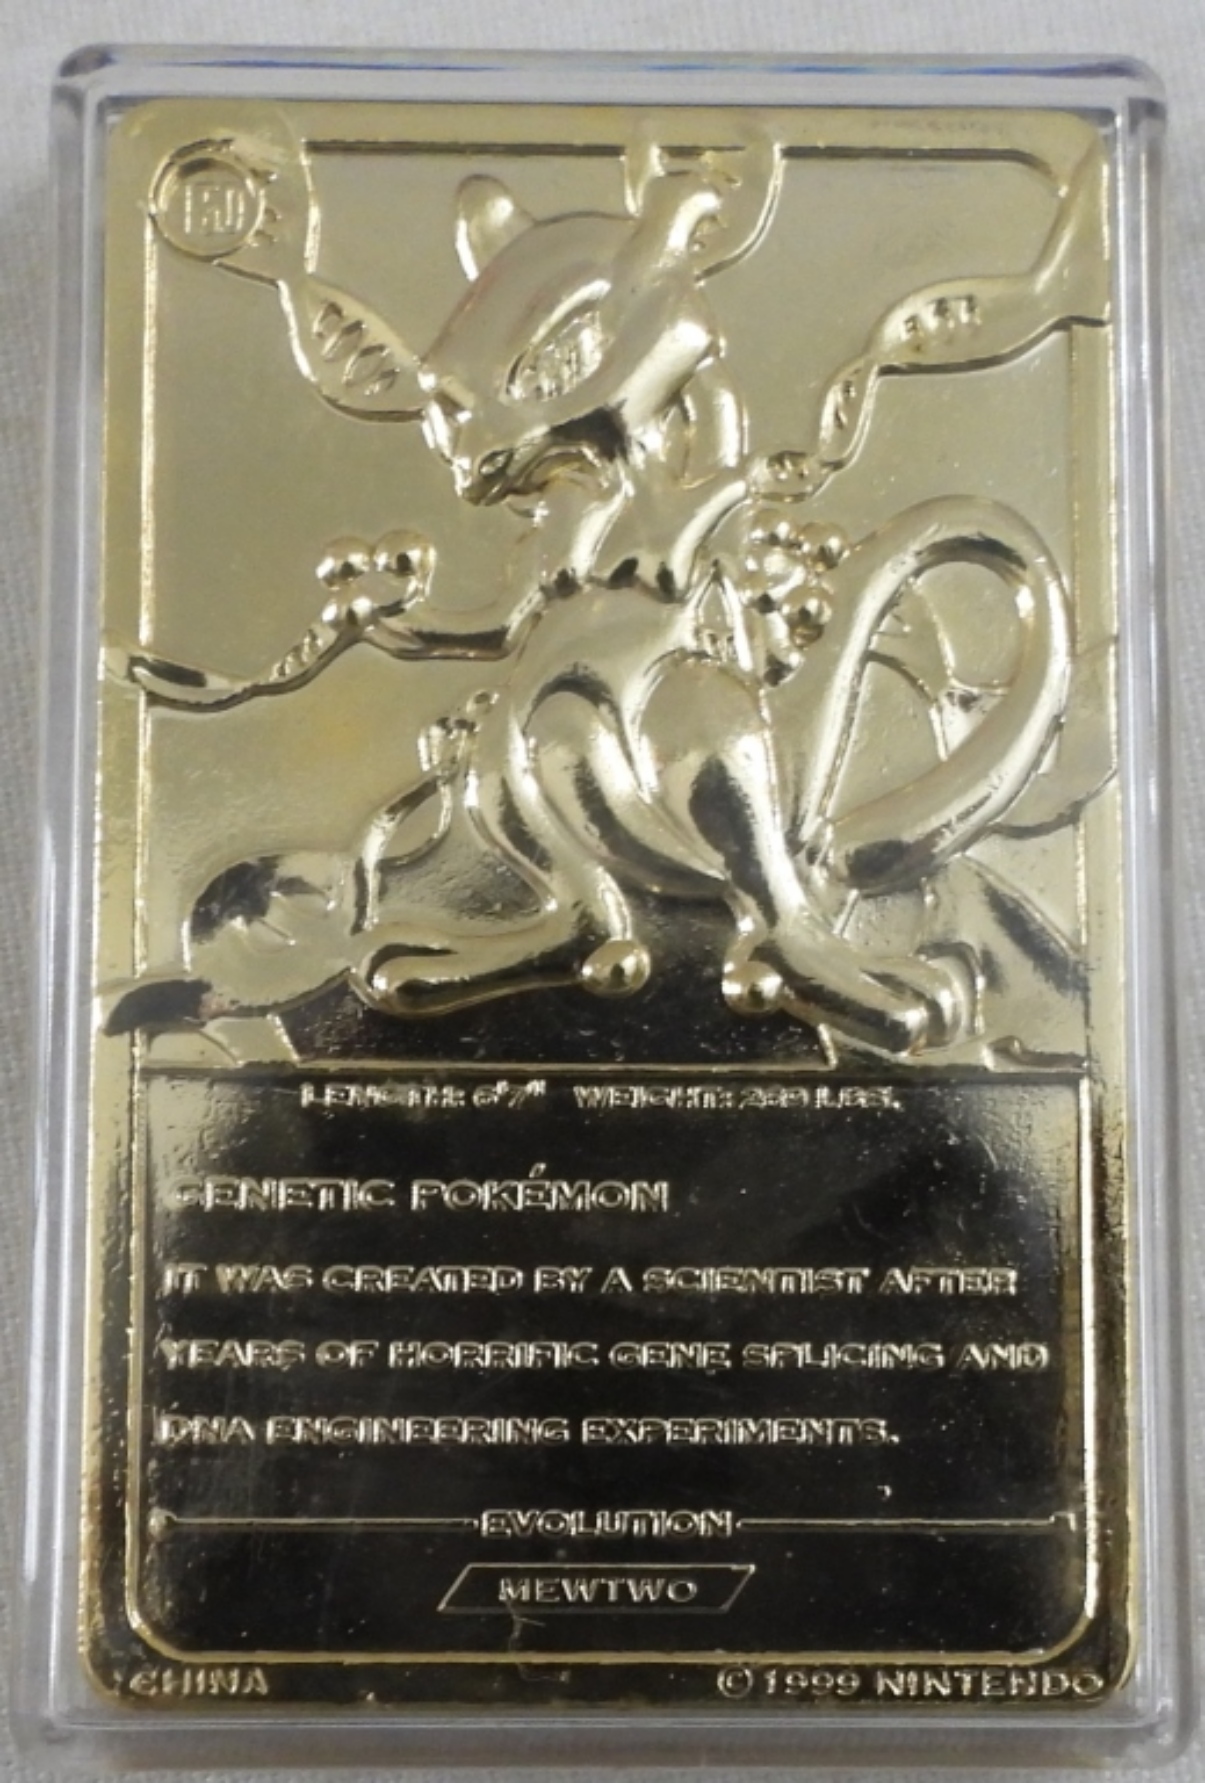 LENGTH: 6'7" WEIGHT: 269 LBS.
GENETIC POKÉMON
IT WAS CREATED BY A SCIENTIST AFTER
YEARS OF HORRIFIC GENE SPLICING AND
DNA ENGINEERING EXPERIMENTS.
EVOLUTION
MEWTWO
CHINA © 1999 NINTENDO